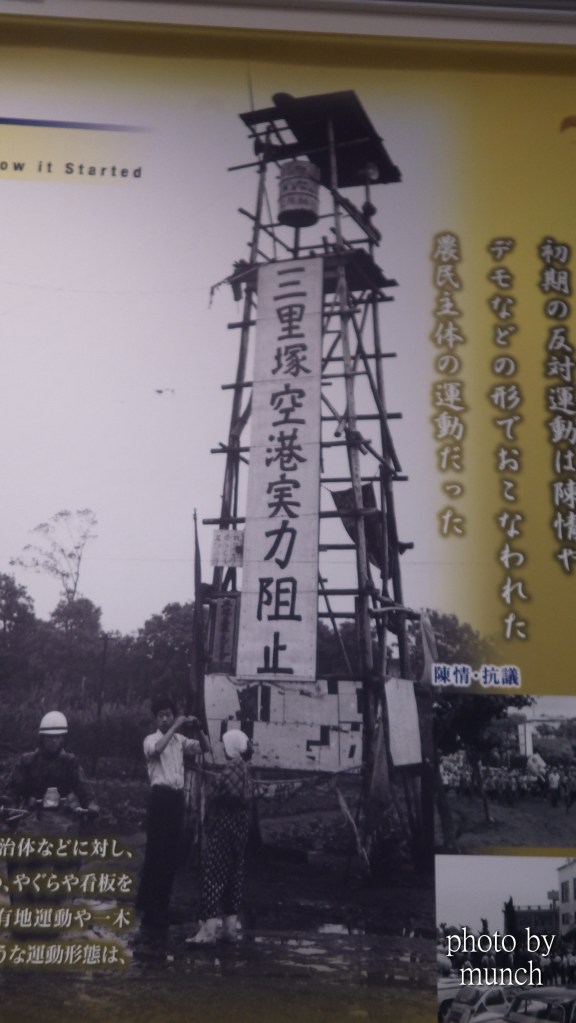 ow it Started
初期の反対運動は陳情や
デモなどの形でおこなわれた
農民主体の運動だった
三里塚空港実力阻止
陳情・抗議
治体などに対し、
、やぐらや看板を
有地運動や一木
うな運動形態は、
photo by
munch